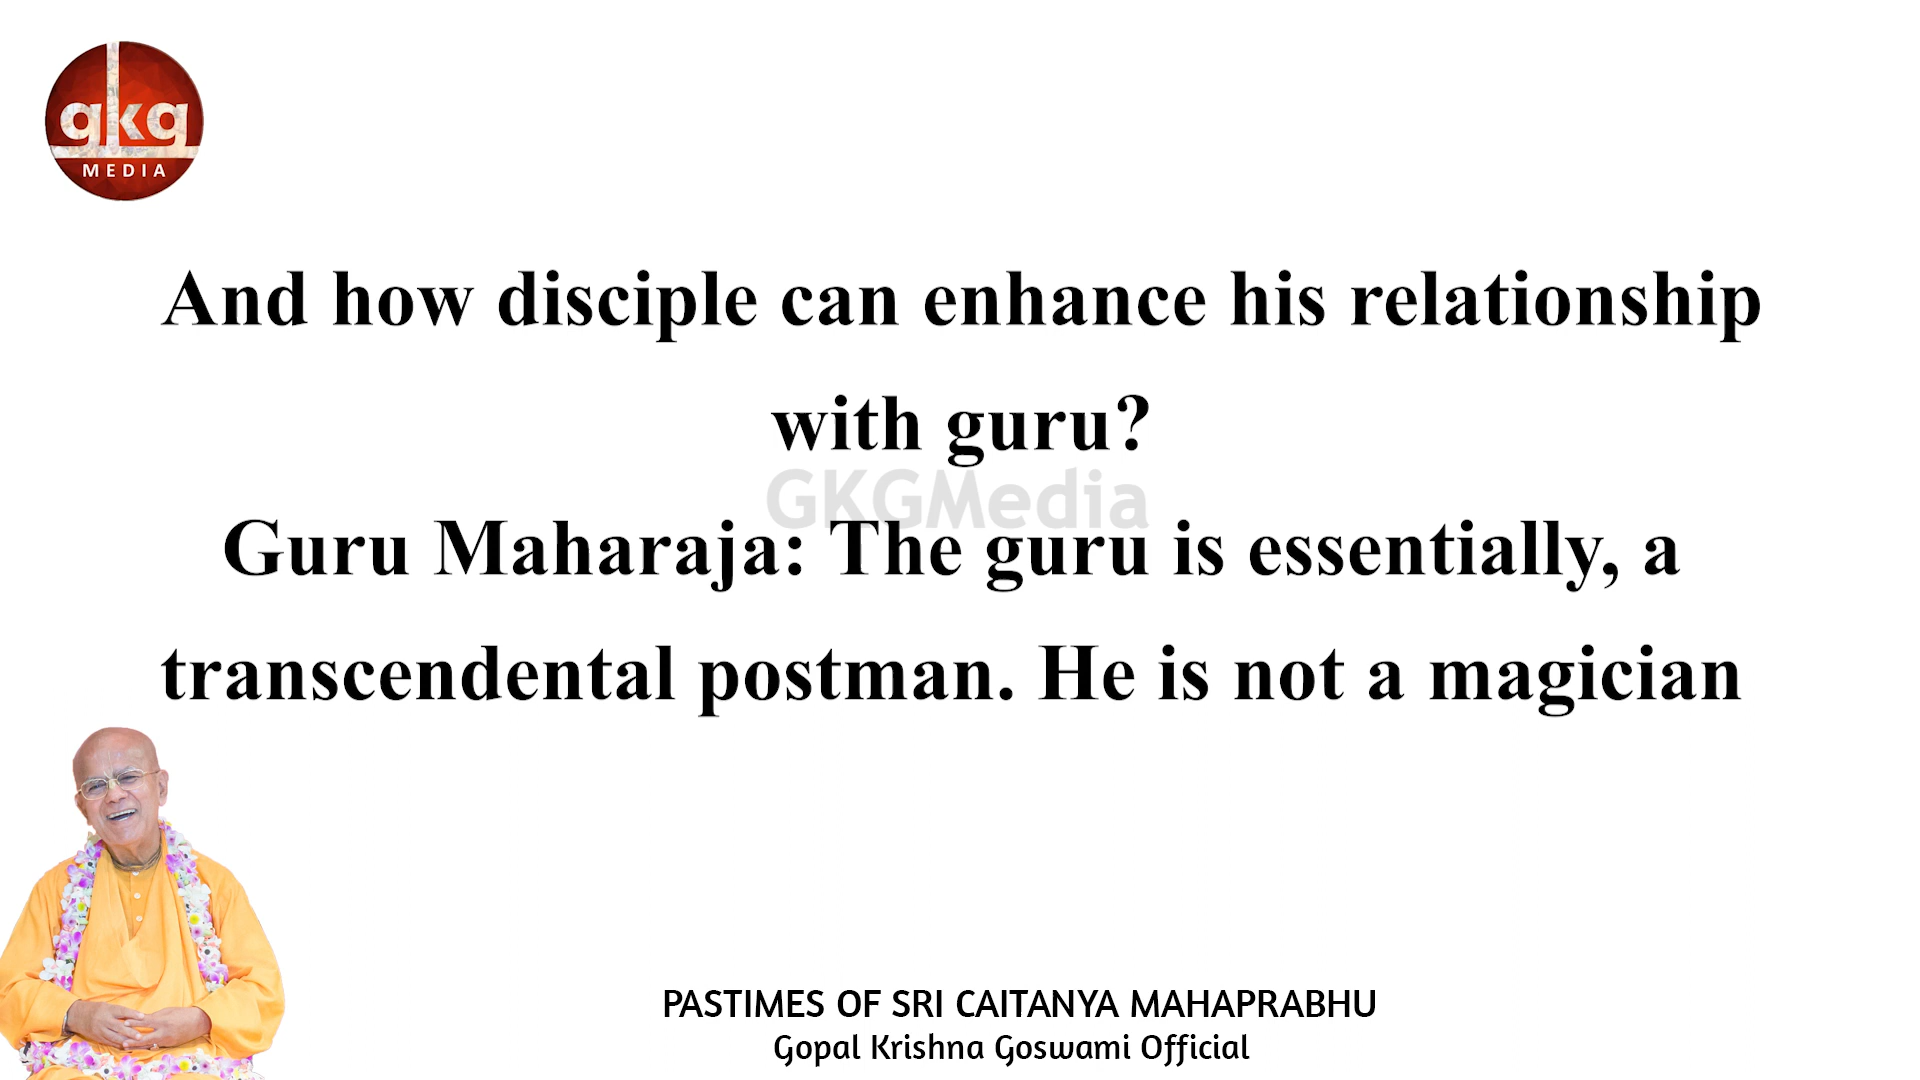 gkg
MEDIA
And how disciple can enhance his relationship
with guru?
GKGMedia
Guru Maharaja: The guru is essentially, a
transcendental postman. He is not a magician
PASTIMES OF SRI CAITANYA MAHAPRABHU
Gopal Krishna Goswami Official